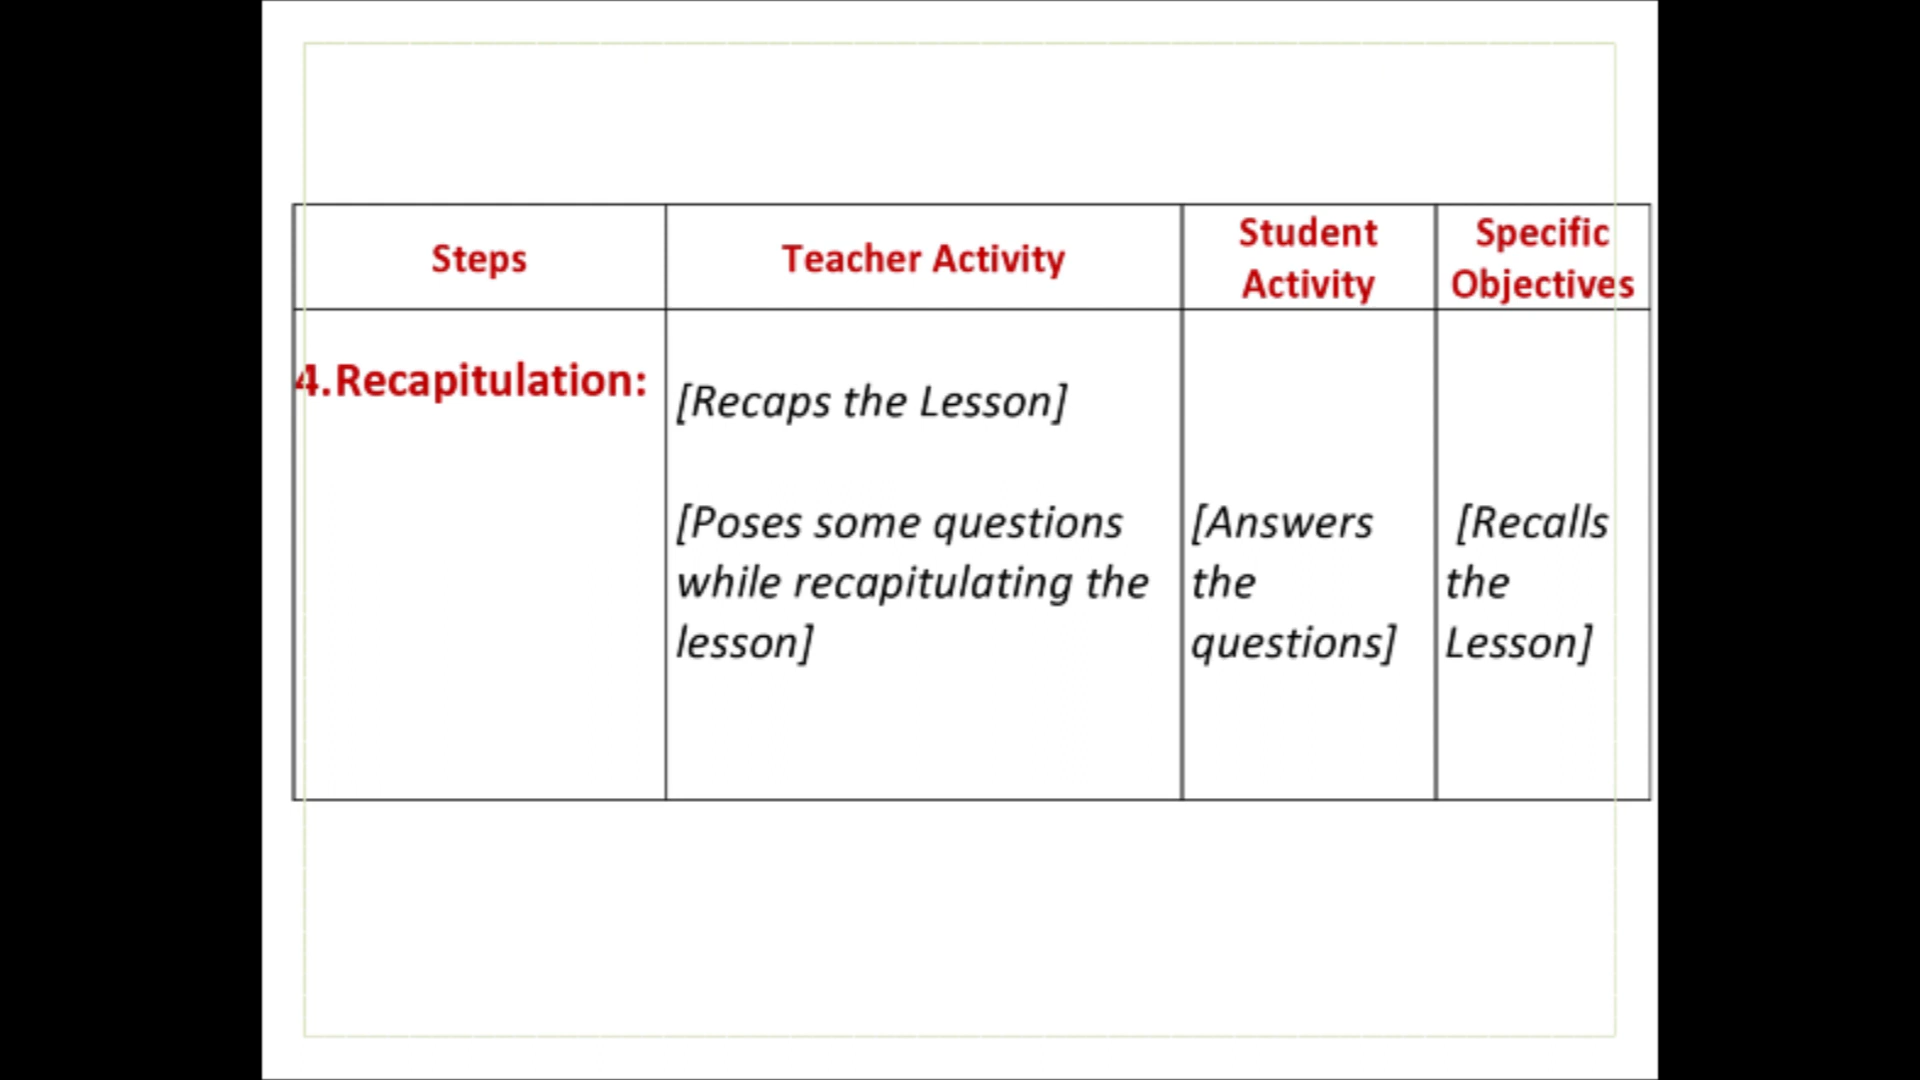 Steps
Teacher Activity
Student
Activity
Specific
Objectives
4.Recapitulation:
[Recaps the Lesson]
[Poses some questions
while recapitulating the
lesson]
[Answers
the
questions]
[Recalls
the
Lesson]